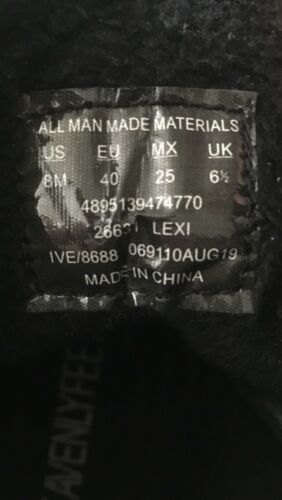 ALL MAN MADE MATERIALS
US EU MX UK
8M 40 25 6½
4895139474770
LEXI
IVE/8688 069110AUG19
MADE IN CHINA
AVENLYFEE